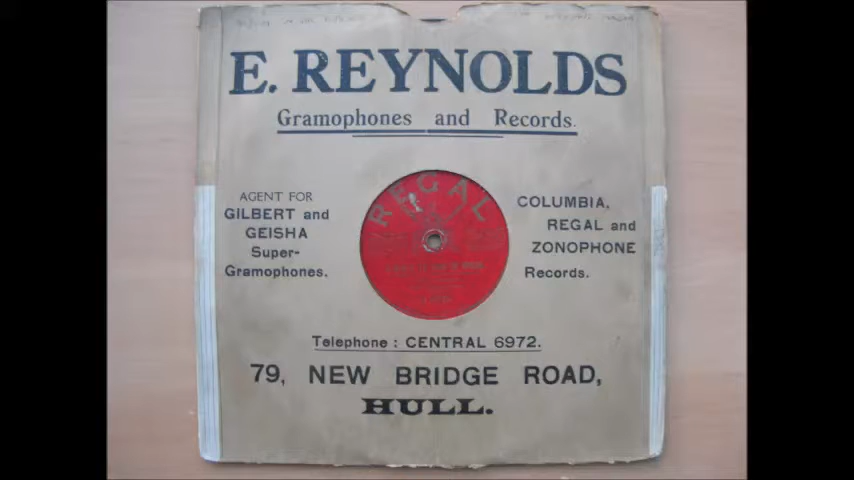 E. REYNOLDS
Gramophones and Records.
AGENT FOR
GILBERT and
GEISHA
Super-
Gramophones.
REGAL
COLUMBIA,
REGAL and
ZONOPHONE
Records.
Telephone : CENTRAL 6972.
79, NEW BRIDGE ROAD,
HULL.